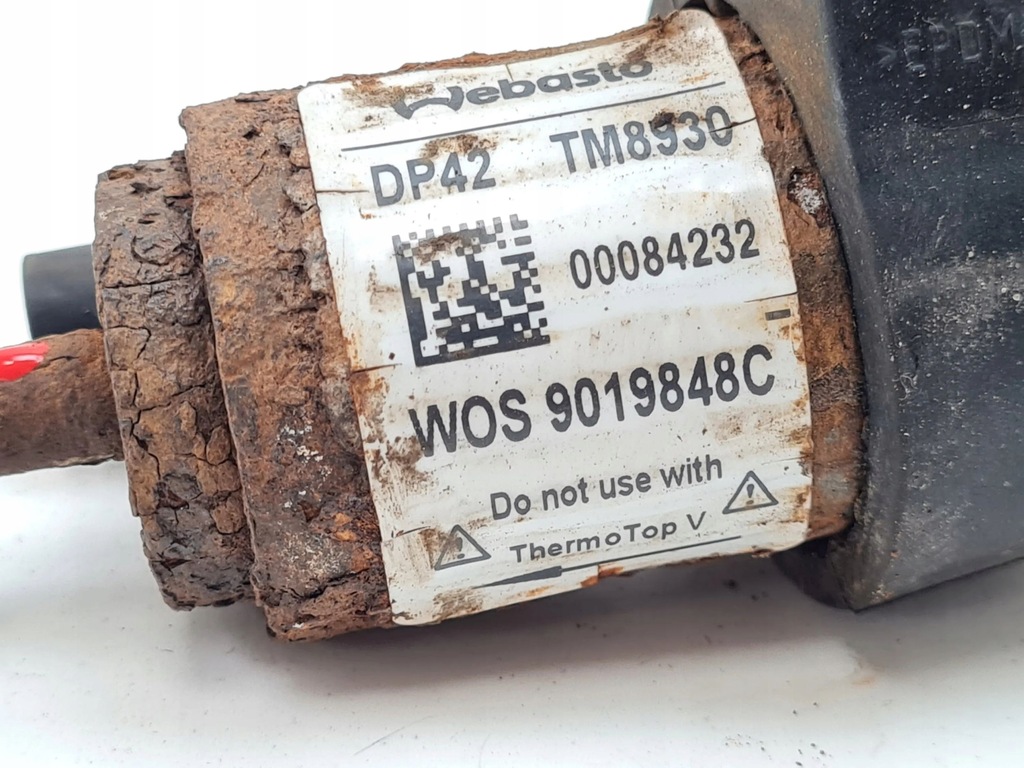 Webasto
DP42 TM8930
00084232
WOS 9019848C
Do not use with
ThermoTop V
>EPDM